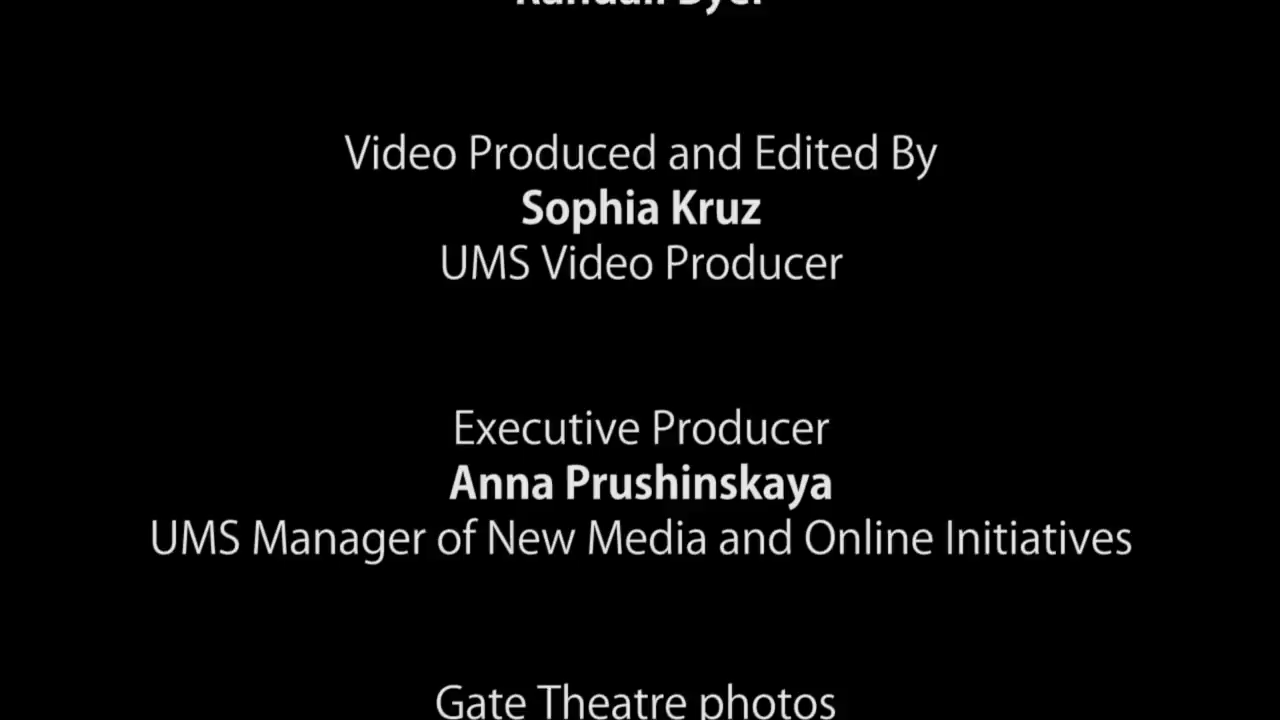 Video Produced and Edited By
Sophia Kruz
UMS Video Producer
Executive Producer
Anna Prushinskaya
UMS Manager of New Media and Online Initiatives
Gate Theatre photos